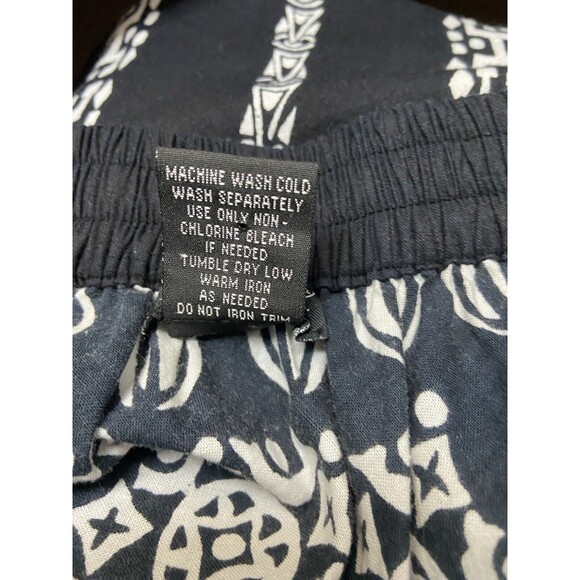 MACHINE WASH COLD
WASH SEPARATELY
USE ONLY NON-
CHLORINE BLEACH
IF NEEDED
TUMBLE DRY LOW
WARM IRON
AS NEEDED
DO NOT IRON TRIM